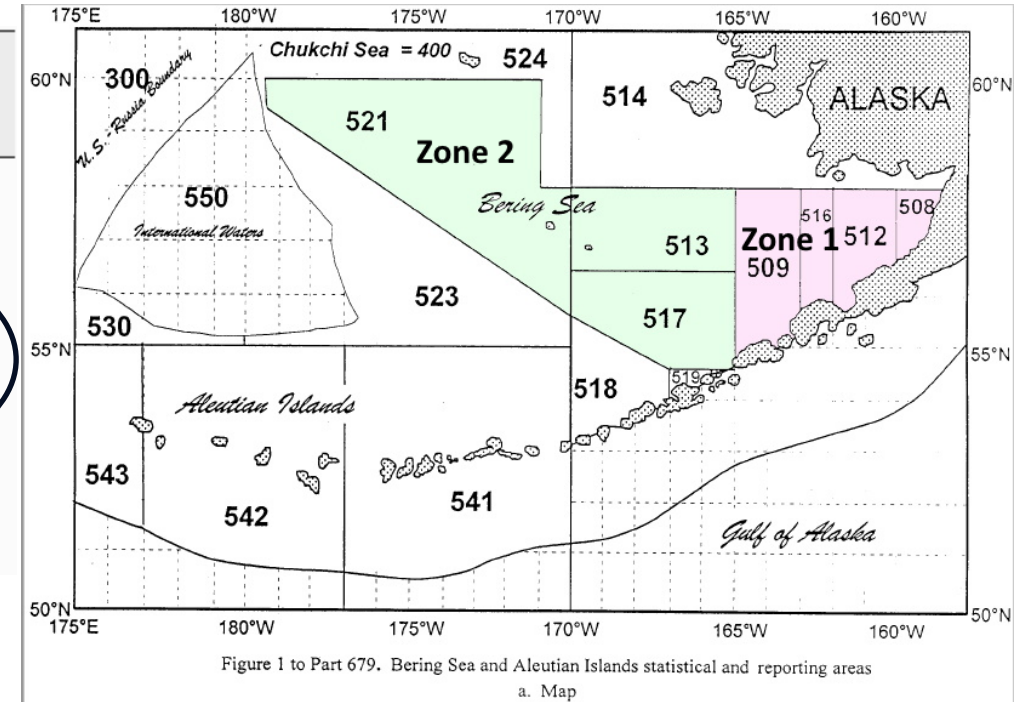 175°E 180°W 175°W 170°W 165°W 160°W
Chukchi Sea = 400 524
60°N 300 60°N
U.S. - Russia Boundary
514 ALASKA
521
Zone 2
550 508
Bering Sea 516
International Waters
513 Zone 1 512
509
523
517
530
55°N 55°N
519
518
Aleutian Islands
543
541
542
Gulf of Alaska
50°N 50°N
175°E 180°W 175°W 170°W 165°W 160°W
Figure 1 to Part 679. Bering Sea and Aleutian Islands statistical and reporting areas
a. Map